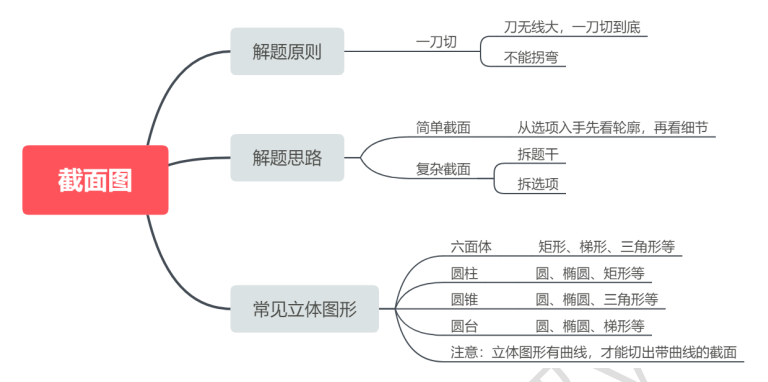 截面图
解题原则
一刀切
刀无线大，一刀切到底
不能拐弯
解题思路
简单截面
从选项入手先看轮廓，再看细节
复杂截面
拆题干
拆选项
常见立体图形
六面体 矩形、梯形、三角形等
圆柱 圆、椭圆、矩形等
圆锥 圆、椭圆、三角形等
圆台 圆、椭圆、梯形等
注意：立体图形有曲线，才能切出带曲线的截面